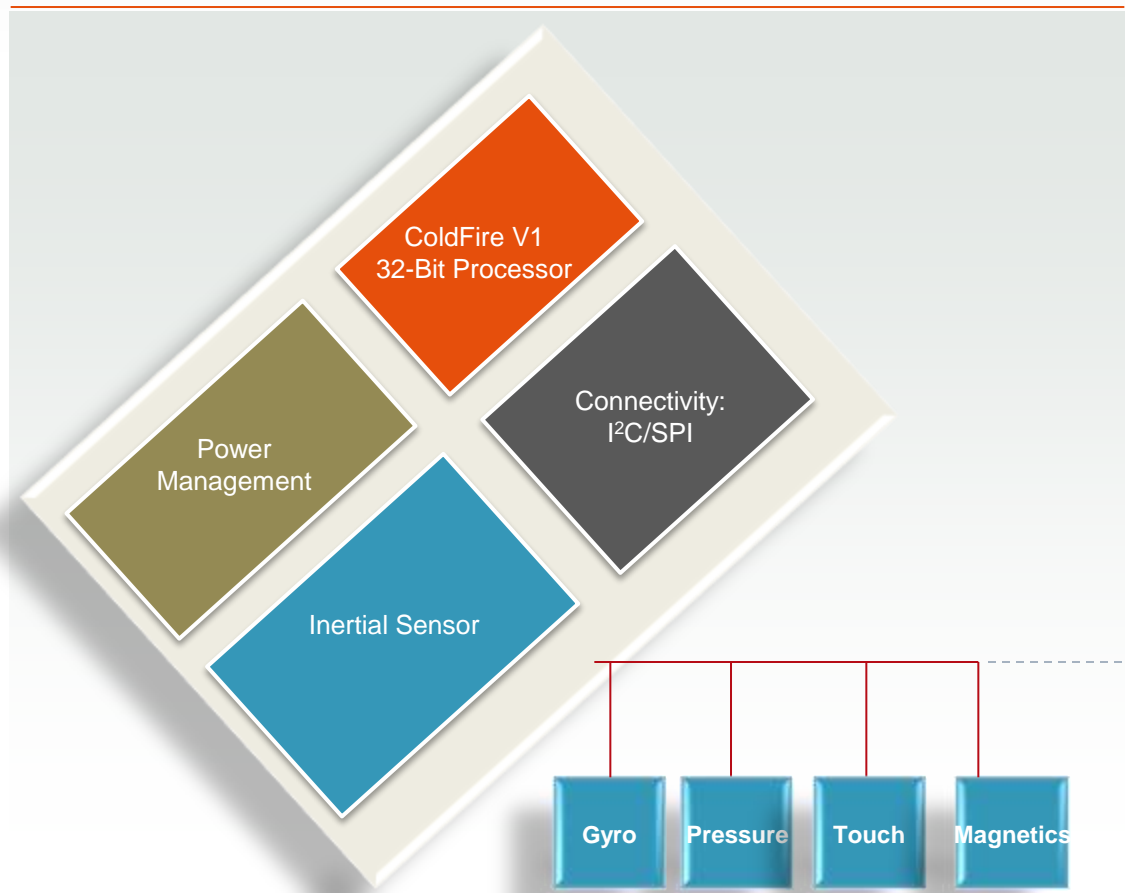 ColdFire V1
32-Bit Processor
Connectivity:
I²C/SPI
Power
Management
Inertial Sensor
Gyro
Pressure
Touch
Magnetics